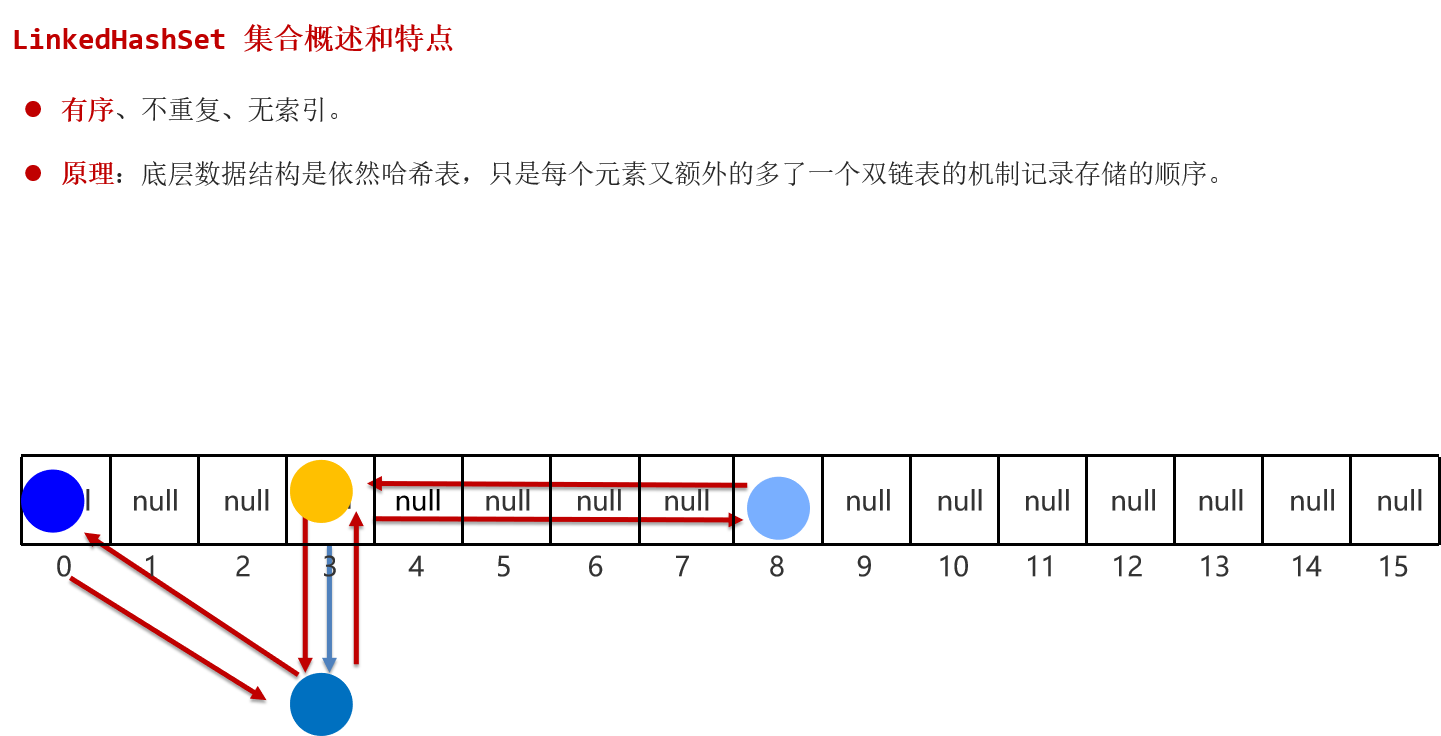 LinkedHashSet 集合概述和特点
有序、不重复、无索引。
原理：底层数据结构是依然哈希表，只是每个元素又额外的多了一个双链表的机制记录存储的顺序。
null null null null null null null null null null null null null
0 1 2 3 4 5 6 7 8 9 10 11 12 13 14 15